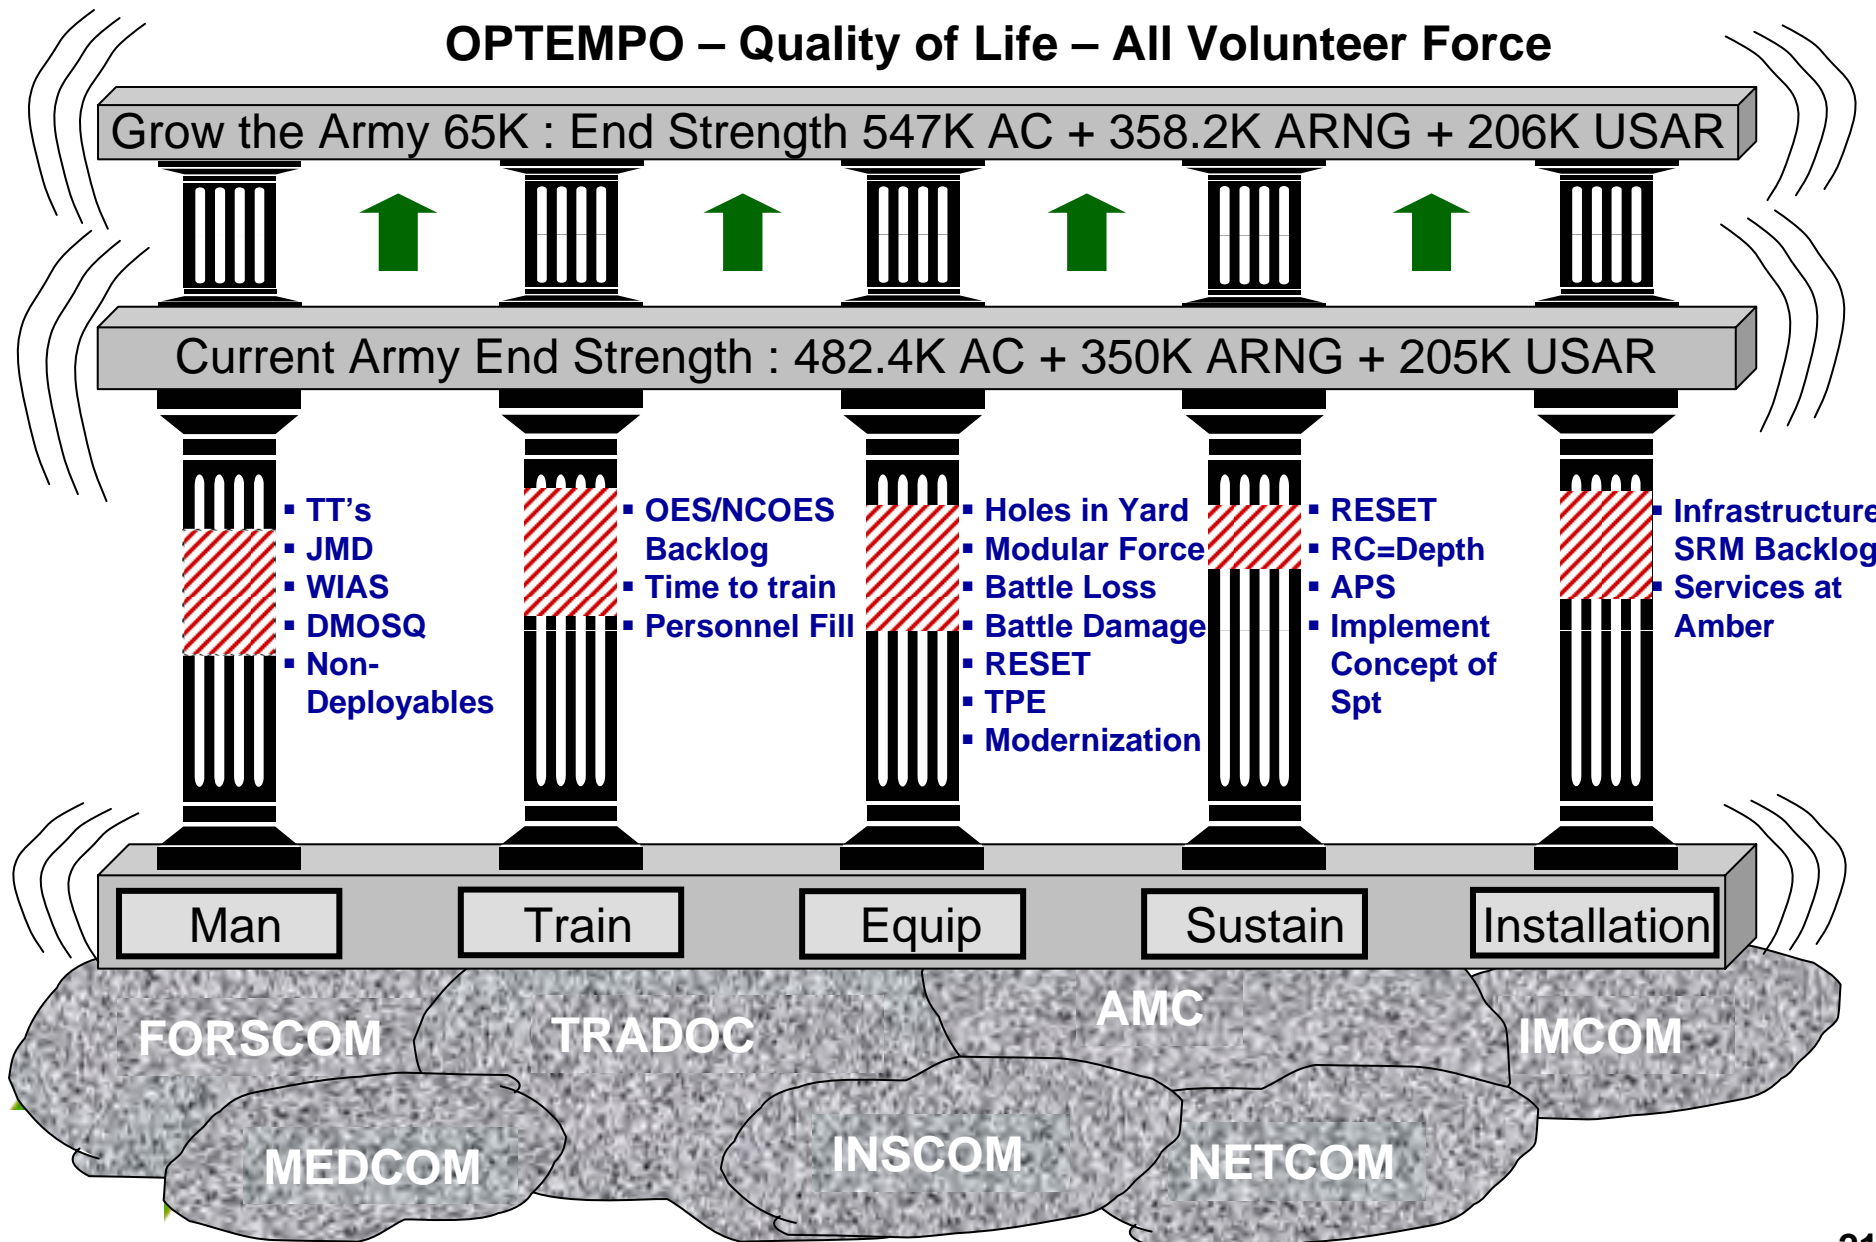 OPTEMPO – Quality of Life – All Volunteer Force
Grow the Army 65K : End Strength 547K AC + 358.2K ARNG + 206K USAR
Current Army End Strength : 482.4K AC + 350K ARNG + 205K USAR
▪ TT's
▪ JMD
▪ WIAS
▪ DMOSQ
▪ Non-
Deployables
▪ OES/NCOES
Backlog
▪ Time to train
▪ Personnel Fill
▪ Holes in Yard
▪ Modular Force
▪ Battle Loss
▪ Battle Damage
▪ RESET
▪ TPE
▪ Modernization
▪ RESET
▪ RC=Depth
▪ APS
▪ Implement
Concept of
Spt
▪ Infrastructure
SRM Backlog
▪ Services at
Amber
Man
Train
Equip
Sustain
Installation
FORSCOM
TRADOC
AMC
IMCOM
MEDCOM
INSCOM
NETCOM